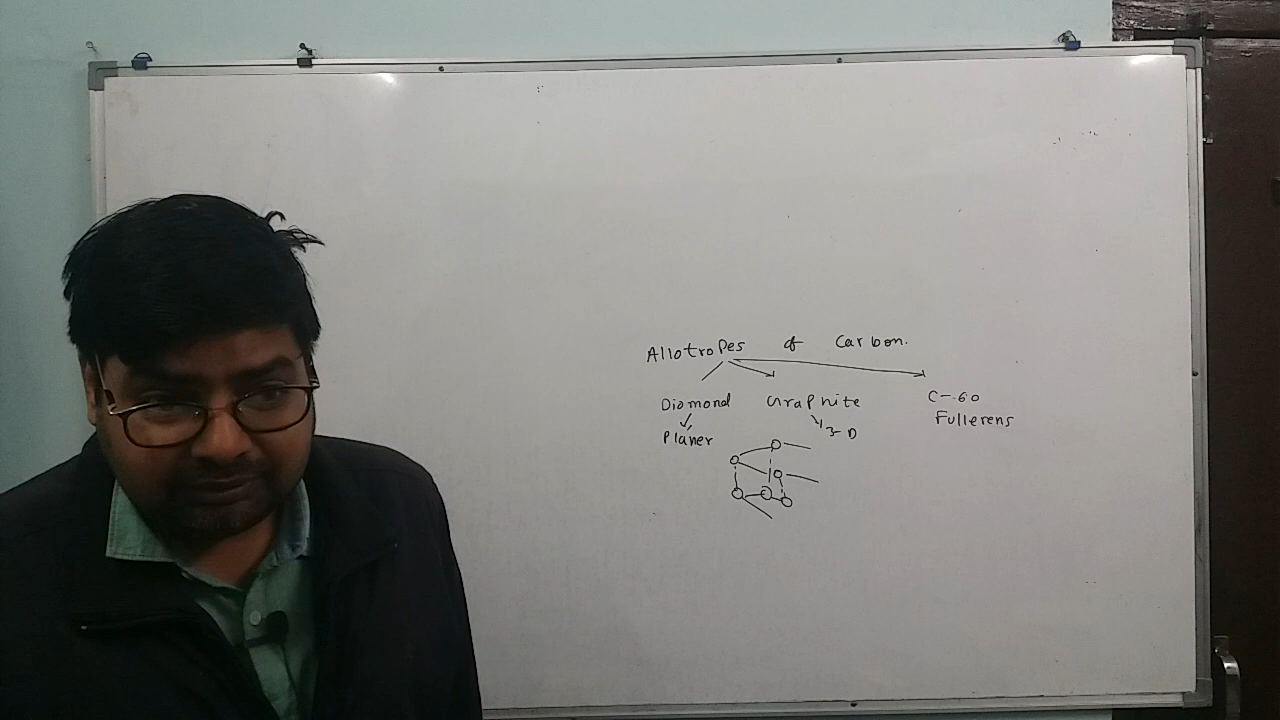 Allotropes of Carbon.
Diamond Graphite C-60
Fullerens
Planer 3-D